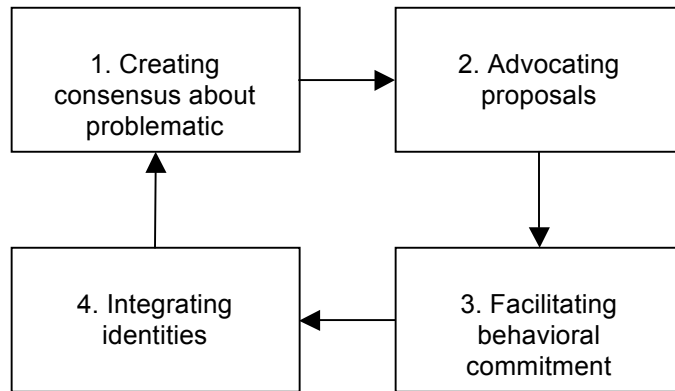 1. Creating
consensus about
problematic
2. Advocating
proposals
4. Integrating
identities
3. Facilitating
behavioral
commitment